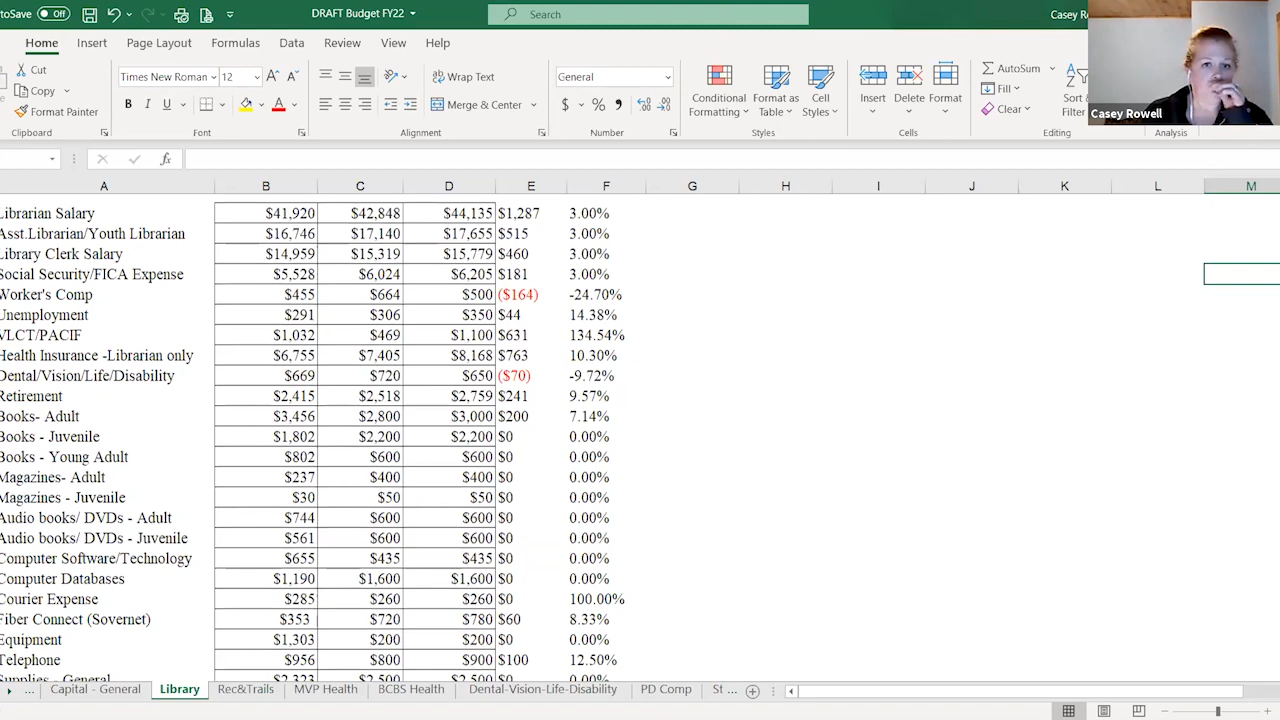 toSave Off DRAFT Budget FY22 Search Casey Ro
Home Insert Page Layout Formulas Data Review View Help
Cut Copy Format Painter Clipboard
Times New Roman 12 B I U A Font
Wrap Text Merge & Center Alignment
General $ % , Number
Conditional Formatting Format as Table Cell Styles Styles
Insert Delete Format Cells
AutoSum Fill Clear Sort & Filter Editing
Analysis
Casey Rowell
fx
A B C D E F G H I J K L M
Librarian Salary $41,920 $42,848 $44,135 $1,287 3.00%
Asst.Librarian/Youth Librarian $16,746 $17,140 $17,655 $515 3.00%
Library Clerk Salary $14,959 $15,319 $15,779 $460 3.00%
Social Security/FICA Expense $5,528 $6,024 $6,205 $181 3.00%
Worker's Comp $455 $664 $500 ($164) -24.70%
Unemployment $291 $306 $350 $44 14.38%
VLCT/PACIF $1,032 $469 $1,100 $631 134.54%
Health Insurance -Librarian only $6,755 $7,405 $8,168 $763 10.30%
Dental/Vision/Life/Disability $669 $720 $650 ($70) -9.72%
Retirement $2,415 $2,518 $2,759 $241 9.57%
Books- Adult $3,456 $2,800 $3,000 $200 7.14%
Books - Juvenile $1,802 $2,200 $2,200 $0 0.00%
Books - Young Adult $802 $600 $600 $0 0.00%
Magazines- Adult $237 $400 $400 $0 0.00%
Magazines - Juvenile $30 $50 $50 $0 0.00%
Audio books/ DVDs - Adult $744 $600 $600 $0 0.00%
Audio books/ DVDs - Juvenile $561 $600 $600 $0 0.00%
Computer Software/Technology $655 $435 $435 $0 0.00%
Computer Databases $1,190 $1,600 $1,600 $0 0.00%
Courier Expense $285 $260 $260 $0 100.00%
Fiber Connect (Sovernet) $353 $720 $780 $60 8.33%
Equipment $1,303 $200 $200 $0 0.00%
Telephone $956 $800 $900 $100 12.50%
Supplies - General $2,323 $2,500 $2,500 $0 0.00%
... Capital - General Library Rec&Trails MVP Health BCBS Health Dental-Vision-Life-Disability PD Comp St ...